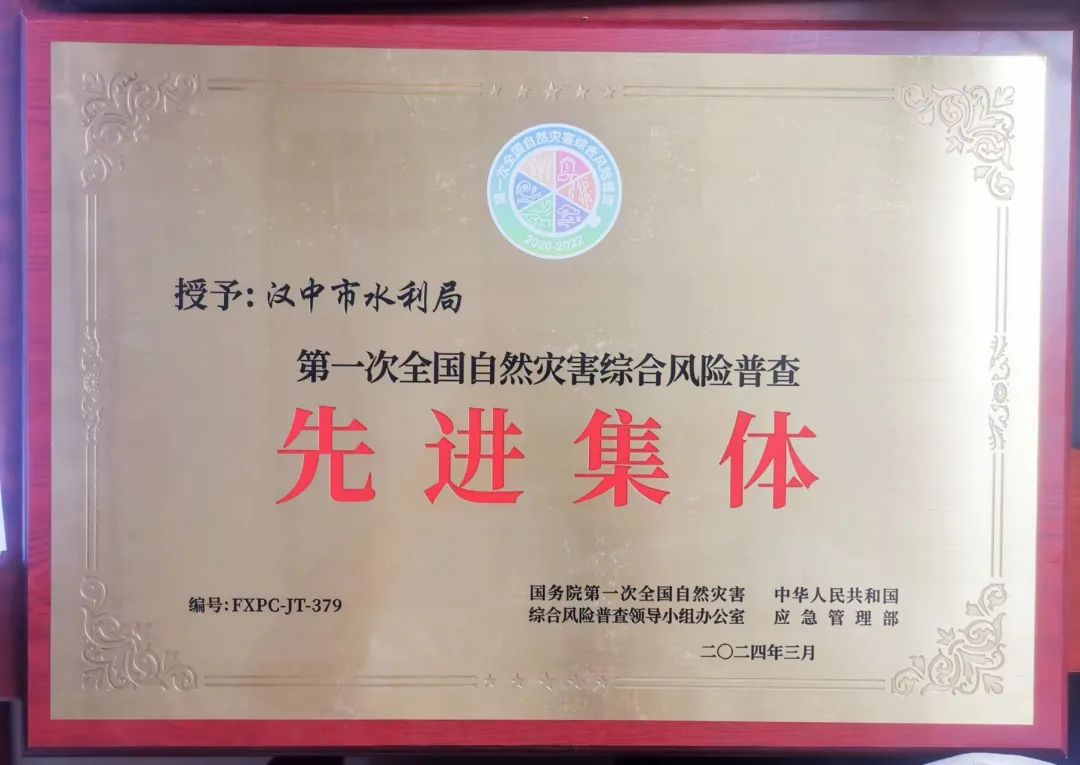 第一次全国自然灾害综合风险普查
2020-2022
授予:汉中市水利局
第一次全国自然灾害综合风险普查
先进集体
编号:FXPC-JT-379
国务院第一次全国自然灾害
综合风险普查领导小组办公室
中华人民共和国
应急管理部
二〇二四年三月